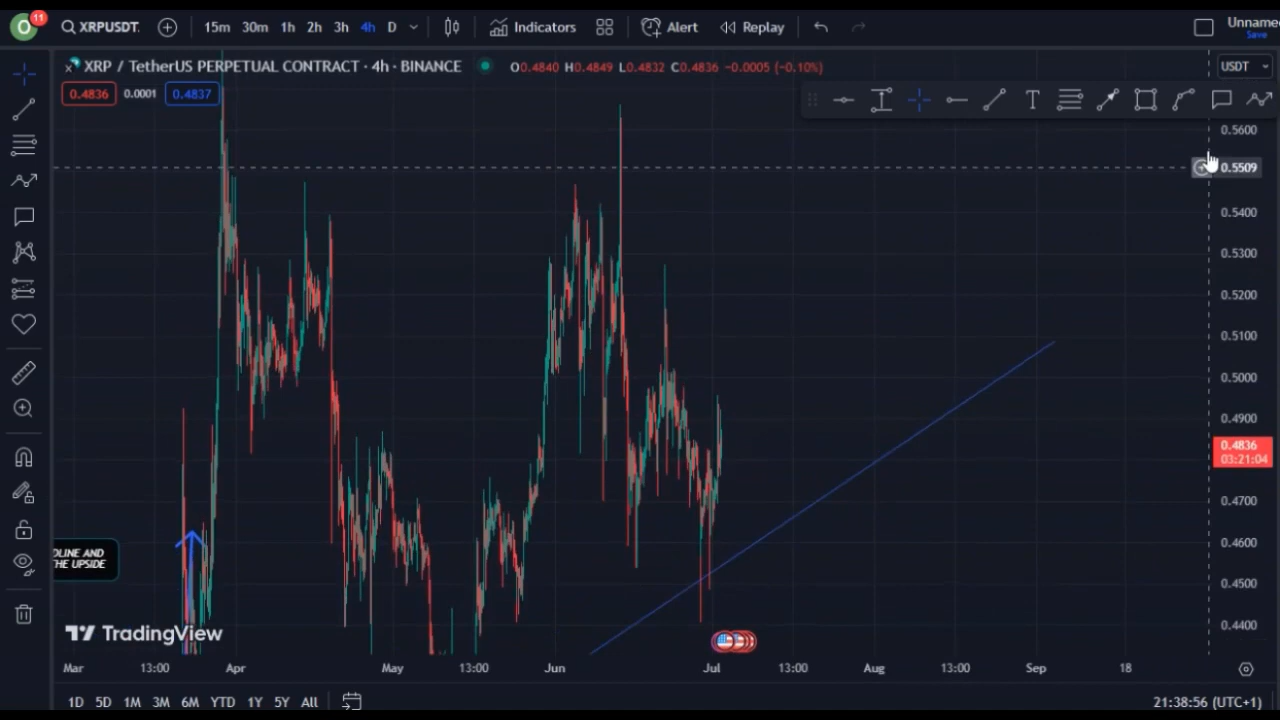 O 11 XRPUSDT. 15m 30m 1h 2h 3h 4h D Indicators Alert Replay Unname
Save
XRP / TetherUS PERPETUAL CONTRACT · 4h · BINANCE O0.4840 H0.4849 L0.4832 C0.4836 −0.0005 (−0.10%) USDT
0.4836 0.0001 0.4837
T
0.5600
0.5509
0.5400
0.5300
0.5200
0.5100
0.5000
0.4900
0.4836
03:21:04
0.4700
0.4600
0.4500
0.4400
DLINE AND
THE UPSIDE
TradingView
Mar 13:00 Apr May 13:00 Jun Jul 13:00 Aug 13:00 Sep 18
1D 5D 1M 3M 6M YTD 1Y 5Y All 21:38:56 (UTC+1)